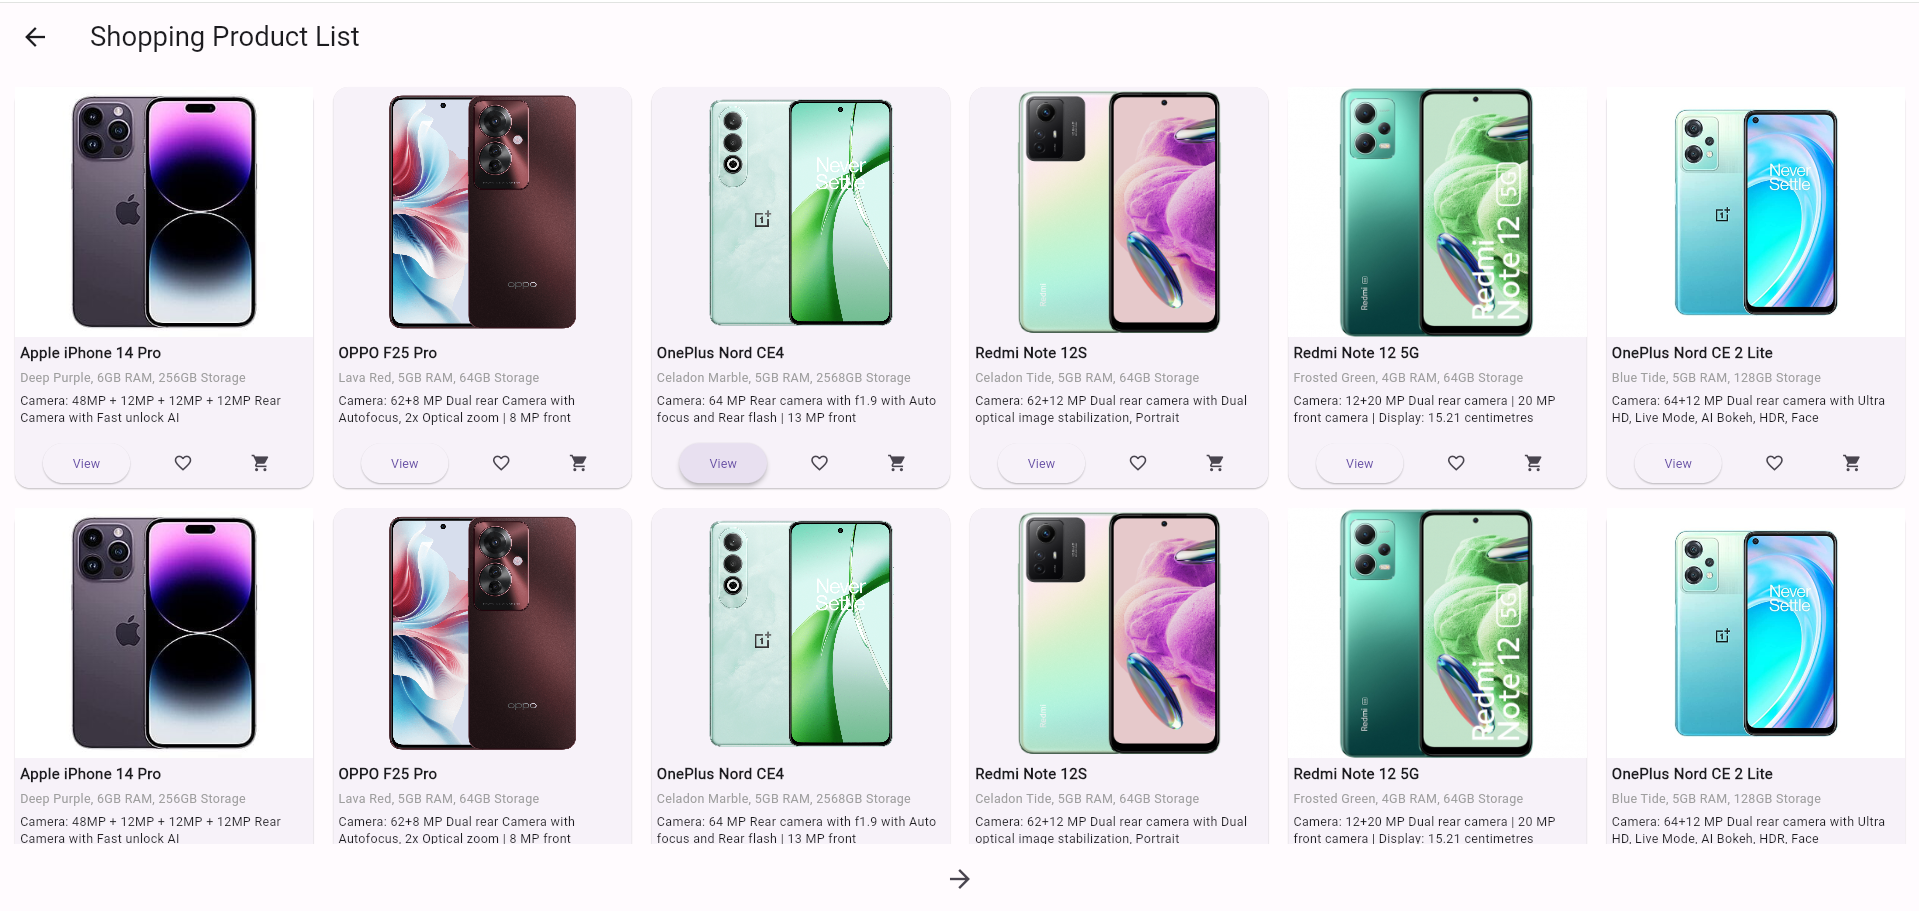 Shopping Product List
Never
Settle
Never
Settle
Redmi
Note 12 5G
oppo
Redmi
Redmi
Apple iPhone 14 Pro
Deep Purple, 6GB RAM, 256GB Storage
Camera: 48MP + 12MP + 12MP + 12MP Rear
Camera with Fast unlock AI
View
OPPO F25 Pro
Lava Red, 5GB RAM, 64GB Storage
Camera: 62+8 MP Dual rear Camera with
Autofocus, 2x Optical zoom | 8 MP front
View
OnePlus Nord CE4
Celadon Marble, 5GB RAM, 2568GB Storage
Camera: 64 MP Rear camera with f1.9 with Auto
focus and Rear flash | 13 MP front
View
Redmi Note 12S
Celadon Tide, 5GB RAM, 64GB Storage
Camera: 62+12 MP Dual rear camera with Dual
optical image stabilization, Portrait
View
Redmi Note 12 5G
Frosted Green, 4GB RAM, 64GB Storage
Camera: 12+20 MP Dual rear camera | 20 MP
front camera | Display: 15.21 centimetres
View
OnePlus Nord CE 2 Lite
Blue Tide, 5GB RAM, 128GB Storage
Camera: 64+12 MP Dual rear camera with Ultra
HD, Live Mode, AI Bokeh, HDR, Face
View
Never
Settle
Never
Settle
Redmi
Note 12 5G
oppo
Redmi
Redmi
Apple iPhone 14 Pro
Deep Purple, 6GB RAM, 256GB Storage
Camera: 48MP + 12MP + 12MP + 12MP Rear
Camera with Fast unlock AI
OPPO F25 Pro
Lava Red, 5GB RAM, 64GB Storage
Camera: 62+8 MP Dual rear Camera with
Autofocus, 2x Optical zoom | 8 MP front
OnePlus Nord CE4
Celadon Marble, 5GB RAM, 2568GB Storage
Camera: 64 MP Rear camera with f1.9 with Auto
focus and Rear flash | 13 MP front
Redmi Note 12S
Celadon Tide, 5GB RAM, 64GB Storage
Camera: 62+12 MP Dual rear camera with Dual
optical image stabilization, Portrait
Redmi Note 12 5G
Frosted Green, 4GB RAM, 64GB Storage
Camera: 12+20 MP Dual rear camera | 20 MP
front camera | Display: 15.21 centimetres
OnePlus Nord CE 2 Lite
Blue Tide, 5GB RAM, 128GB Storage
Camera: 64+12 MP Dual rear camera with Ultra
HD, Live Mode, AI Bokeh, HDR, Face